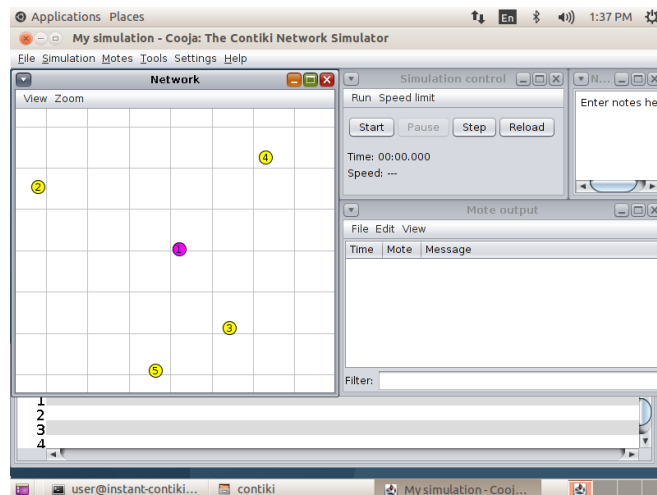 Applications Places
En 1:37 PM
My simulation - Cooja: The Contiki Network Simulator
File Simulation Motes Tools Settings Help
Network
View Zoom
4
2
1
3
5
Simulation control
Run Speed limit
Start Pause Step Reload
Time: 00:00.000
Speed: ---
N...
Enter notes he
Mote output
File Edit View
Time Mote Message
Filter:
1
2
3
4
user@instant-contiki... contiki My simulation - Cooj...